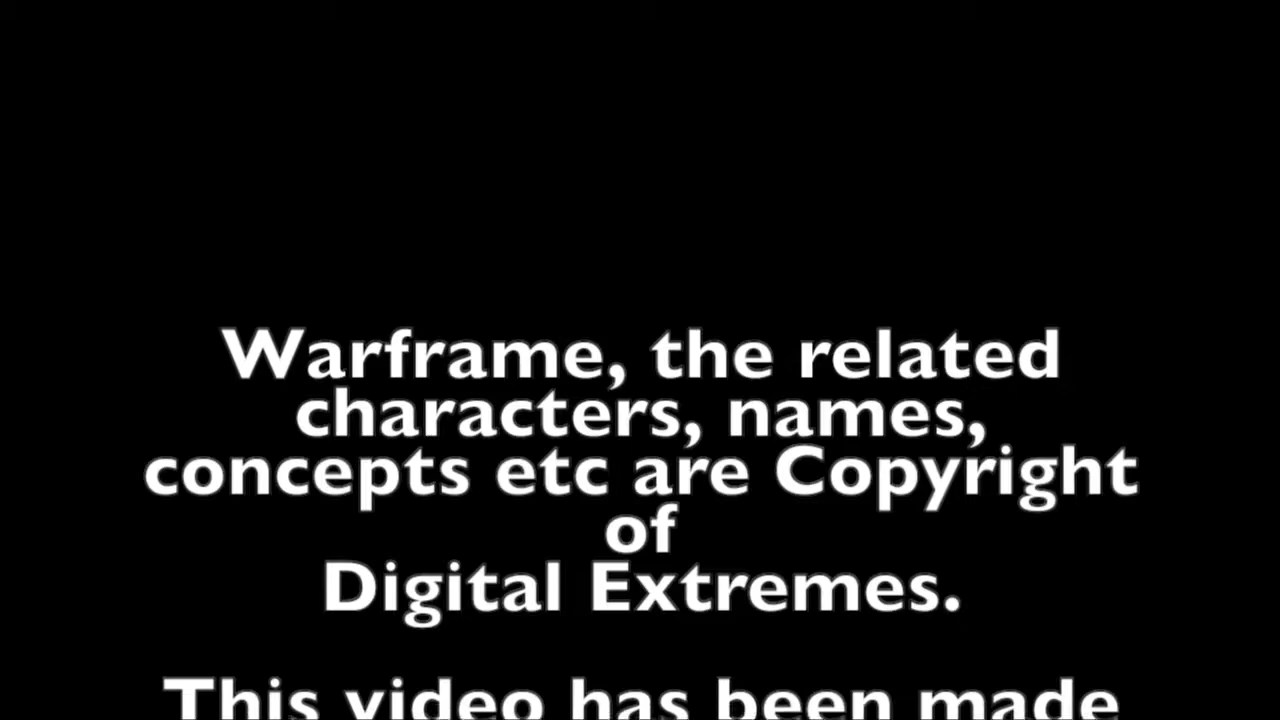 Warframe, the related
characters, names,
concepts etc are Copyright
of
Digital Extremes.
This video has been made